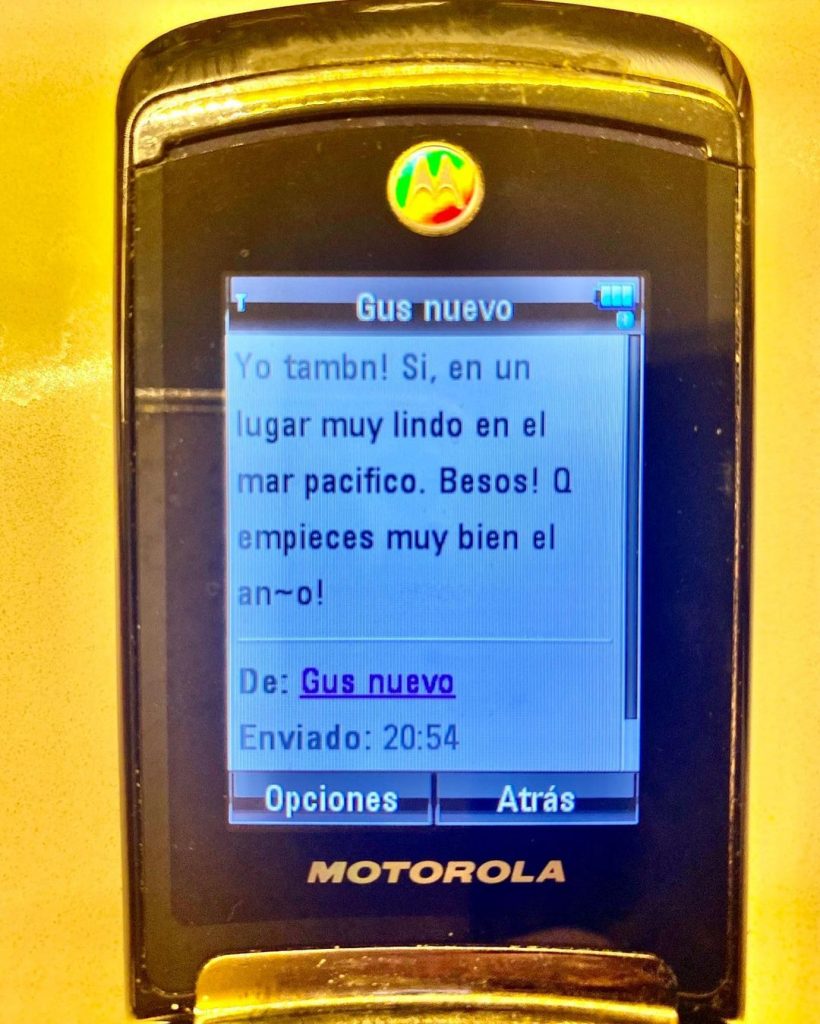 Gus nuevo
Yo tambn! Si, en un
lugar muy lindo en el
mar pacifico. Besos! Q
empieces muy bien el
an~o!
De: Gus nuevo
Enviado: 20:54
Opciones Atrás
MOTOROLA